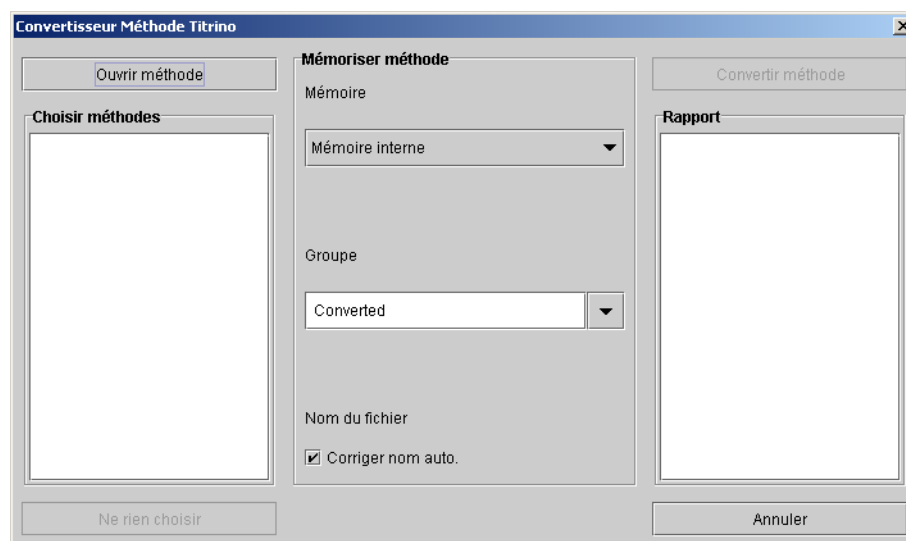 Convertisseur Méthode Titrino
Ouvrir méthode
Choisir méthodes
Ne rien choisir
Mémoriser méthode
Mémoire
Mémoire interne
Groupe
Converted
Nom du fichier
Corriger nom auto.
Convertir méthode
Rapport
Annuler